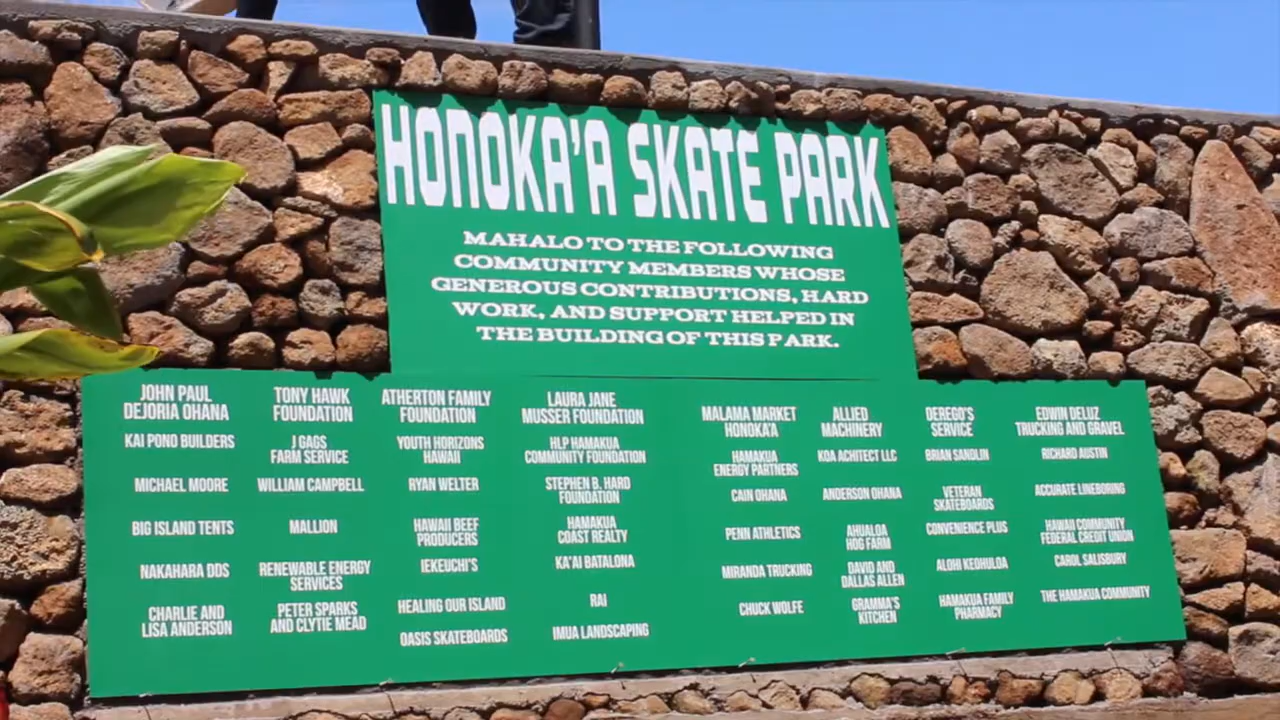 HONOKA'A SKATE PARK
MAHALO TO THE FOLLOWING
COMMUNITY MEMBERS WHOSE
GENEROUS CONTRIBUTIONS, HARD
WORK, AND SUPPORT HELPED IN
THE BUILDING OF THIS PARK.
JOHN PAUL
DEJORIA OHANA
KAI PONO BUILDERS
MICHAEL MOORE
BIG ISLAND TENTS
NAKAHARA DDS
CHARLIE AND
LISA ANDERSON
TONY HAWK
FOUNDATION
J GAGS
FARM SERVICE
WILLIAM CAMPBELL
MALLION
RENEWABLE ENERGY
SERVICES
PETER SPARKS
AND CLYTIE MEAD
ATHERTON FAMILY
FOUNDATION
YOUTH HORIZONS
HAWAII
RYAN WELTER
HAWAII BEEF
PRODUCERS
IEKEUCHI'S
HEALING OUR ISLAND
OASIS SKATEBOARDS
LAURA JANE
MUSSER FOUNDATION
HLP HAMAKUA
COMMUNITY FOUNDATION
STEPHEN B. HARD
FOUNDATION
HAMAKUA
COAST REALTY
KA'AI BATALONA
RAI
IMUA LANDSCAPING
MALAMA MARKET
HONOKA'A
HAMAKUA
ENERGY PARTNERS
CAIN OHANA
PENN ATHLETICS
MIRANDA TRUCKING
CHUCK WOLFE
ALLIED
MACHINERY
KOA ACHITECT LLC
ANDERSON OHANA
AHUALOA
HOG FARM
DAVID AND
DALLAS ALLEN
GRAMMA'S
KITCHEN
DEREGO'S
SERVICE
BRIAN SANDLIN
VETERAN
SKATEBOARDS
CONVENIENCE PLUS
ALOHI KEOHULOA
HAMAKUA FAMILY
PHARMACY
EDWIN DELUZ
TRUCKING AND GRAVEL
RICHARD AUSTIN
ACCURATE LINEBORING
HAWAII COMMUNITY
FEDERAL CREDIT UNION
CAROL SALISBURY
THE HAMAKUA COMMUNITY